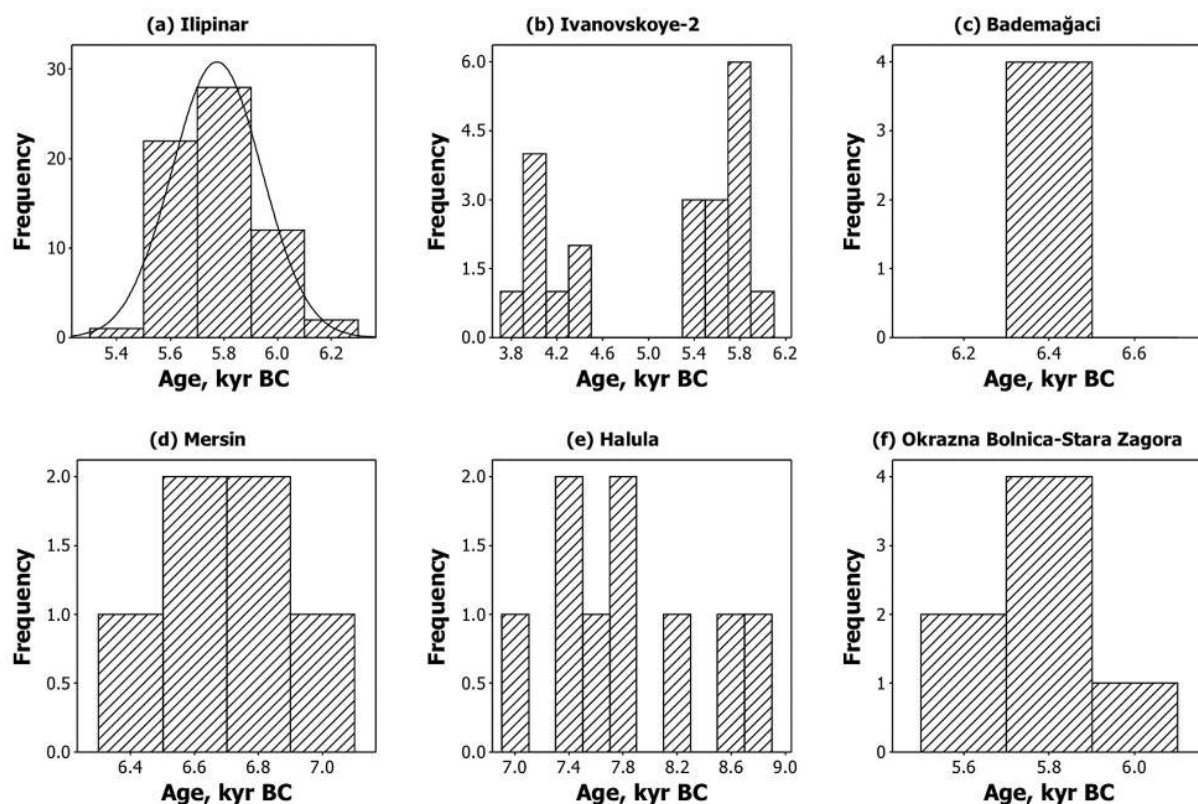 (a) Ilipinar
Frequency
30
20
10
0
5.4 5.6 5.8 6.0 6.2
Age, kyr BC
(b) Ivanovskoye-2
Frequency
6.0
4.5
3.0
1.5
0.0
3.8 4.2 4.6 5.0 5.4 5.8 6.2
Age, kyr BC
(c) Bademağaci
Frequency
4
3
2
1
0
6.2 6.4 6.6
Age, kyr BC
(d) Mersin
Frequency
2.0
1.5
1.0
0.5
0.0
6.4 6.6 6.8 7.0
Age, kyr BC
(e) Halula
Frequency
2.0
1.5
1.0
0.5
0.0
7.0 7.4 7.8 8.2 8.6 9.0
Age, kyr BC
(f) Okrazna Bolnica-Stara Zagora
Frequency
4
3
2
1
0
5.6 5.8 6.0
Age, kyr BC